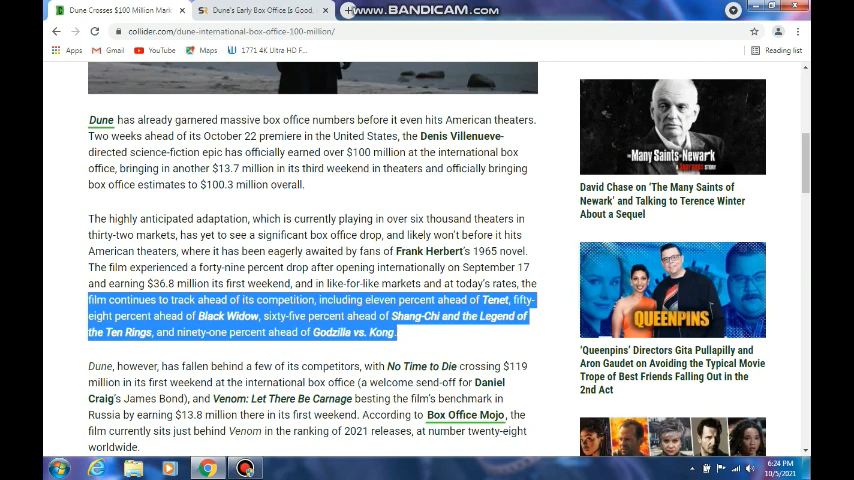 Dune Crosses $100 Million Mark
Dune's Early Box Office Is Good,
www.BANDICAM.com
collider.com/dune-international-box-office-100-million/
Apps
Gmail
YouTube
Maps
1771 4K Ultra HD F...
Reading list
Dune has already garnered massive box office numbers before it even hits American theaters.
Two weeks ahead of its October 22 premiere in the United States, the Denis Villenueve-
directed science-fiction epic has officially earned over $100 million at the international box
office, bringing in another $13.7 million in its third weekend in theaters and officially bringing
box office estimates to $100.3 million overall.
The highly anticipated adaptation, which is currently playing in over six thousand theaters in
thirty-two markets, has yet to see a significant box office drop, and likely won't before it hits
American theaters, where it has been eagerly awaited by fans of Frank Herbert's 1965 novel.
The film experienced a forty-nine percent drop after opening internationally on September 17
and earning $36.8 million its first weekend, and in like-for-like markets and at today's rates, the
film continues to track ahead of its competition, including eleven percent ahead of Tenet, fifty-
eight percent ahead of Black Widow, sixty-five percent ahead of Shang-Chi and the Legend of
the Ten Rings, and ninety-one percent ahead of Godzilla vs. Kong.
Dune, however, has fallen behind a few of its competitors, with No Time to Die crossing $119
million in its first weekend at the international box office (a welcome send-off for Daniel
Craig's James Bond), and Venom: Let There Be Carnage besting the film's benchmark in
Russia by earning $13.8 million there in its first weekend. According to Box Office Mojo, the
film currently sits just behind Venom in the ranking of 2021 releases, at number twenty-eight
worldwide.
Many Saints of Newark
David Chase on 'The Many Saints of
Newark' and Talking to Terence Winter
About a Sequel
QUEENPINS
'Queenpins' Directors Gita Pullapilly and
Aron Gaudet on Avoiding the Typical Movie
Trope of Best Friends Falling Out in the
2nd Act
6:24 PM
10/5/2021